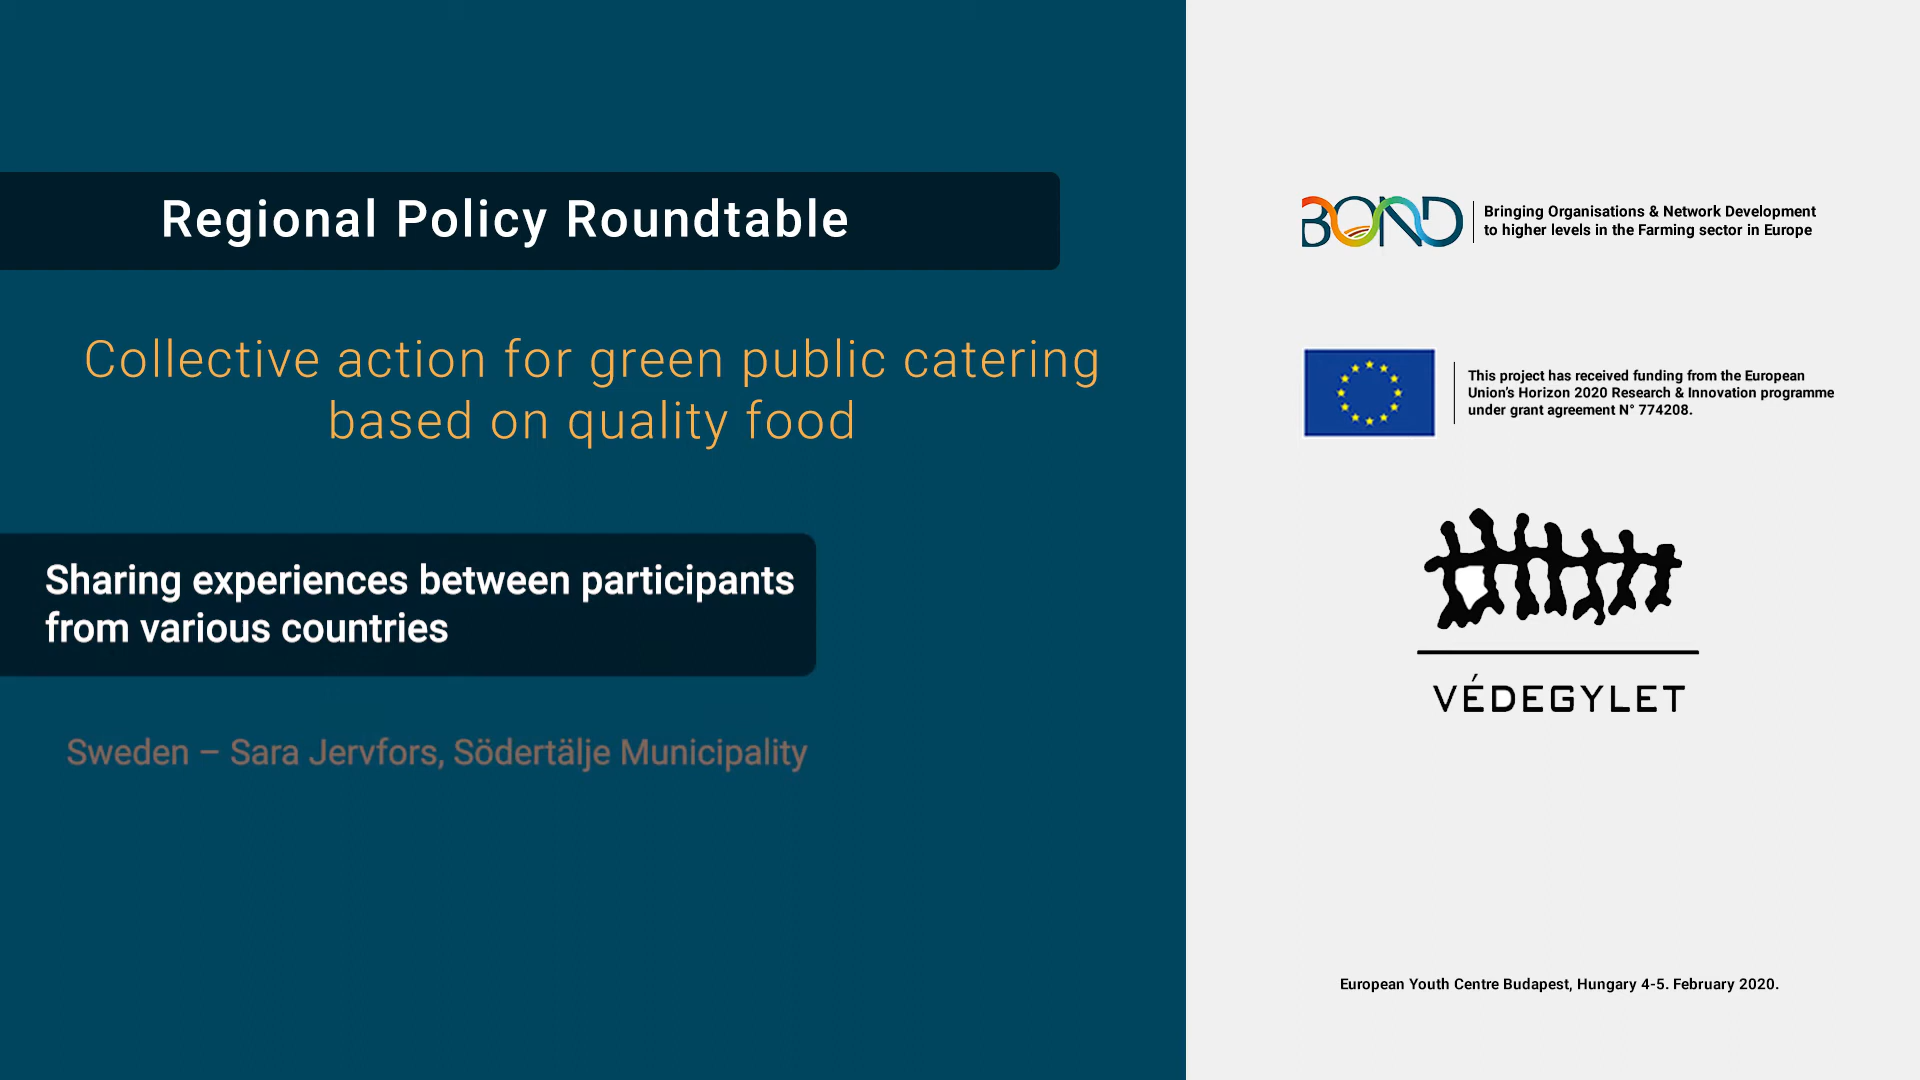 Regional Policy Roundtable
Collective action for green public catering
based on quality food
Sharing experiences between participants
from various countries
Sweden – Sara Jervfors, Södertälje Municipality
BOND
Bringing Organisations & Network Development
to higher levels in the Farming sector in Europe
This project has received funding from the European
Union’s Horizon 2020 Research & Innovation programme
under grant agreement N° 774208.
VÉDEGYLET
European Youth Centre Budapest, Hungary 4-5. February 2020.